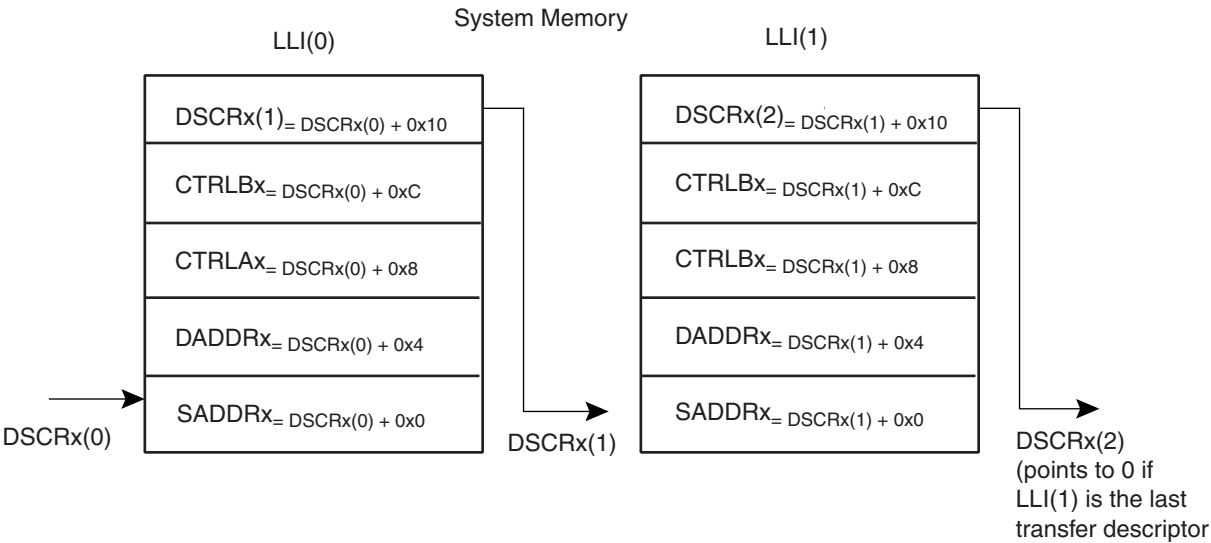 System Memory
LLI(0)
LLI(1)
DSCRx(1)= DSCRx(0) + 0x10
DSCRx(2)= DSCRx(1) + 0x10
CTRLBx= DSCRx(0) + 0xC
CTRLBx= DSCRx(1) + 0xC
CTRLAx= DSCRx(0) + 0x8
CTRLBx= DSCRx(1) + 0x8
DADDRx= DSCRx(0) + 0x4
DADDRx= DSCRx(1) + 0x4
SADDRx= DSCRx(0) + 0x0
SADDRx= DSCRx(1) + 0x0
DSCRx(0)
DSCRx(1)
DSCRx(2)
(points to 0 if
LLI(1) is the last
transfer descriptor